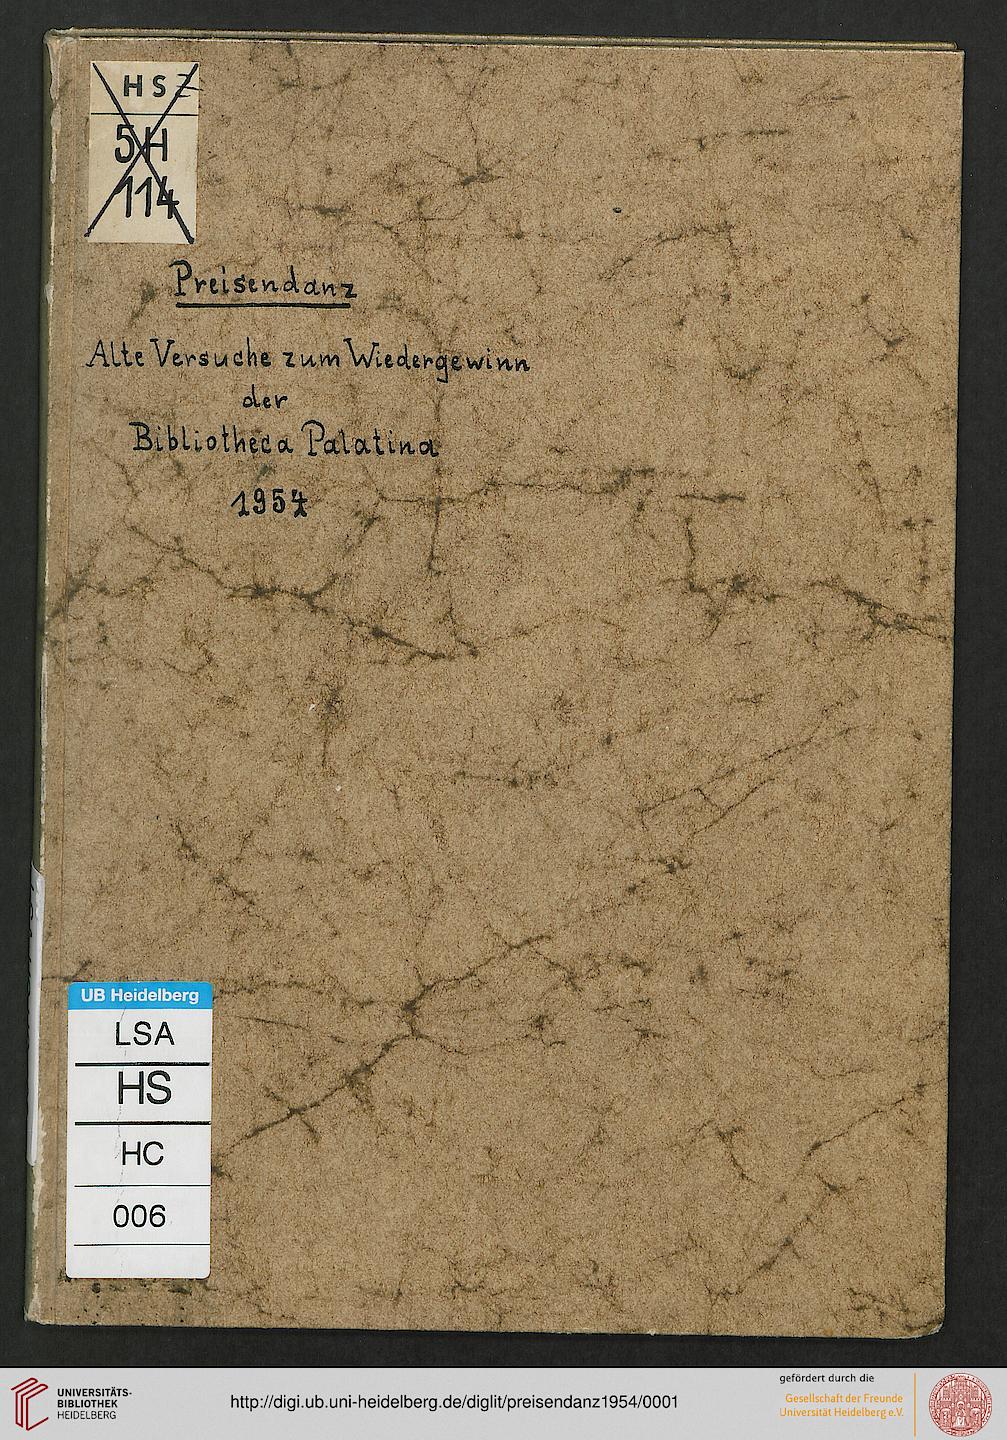 HSZ
5H
114
Preisendanz
Alte Versuche zum Wiedergewinn
der
Bibliotheca Palatina
1954
UB Heidelberg
LSA
HS
HC
006
UNIVERSITÄTS-
BIBLIOTHEK
HEIDELBERG
http://digi.ub.uni-heidelberg.de/diglit/preisendanz1954/0001
gefördert durch die
Gesellschaft der Freunde
Universität Heidelberg e.V.